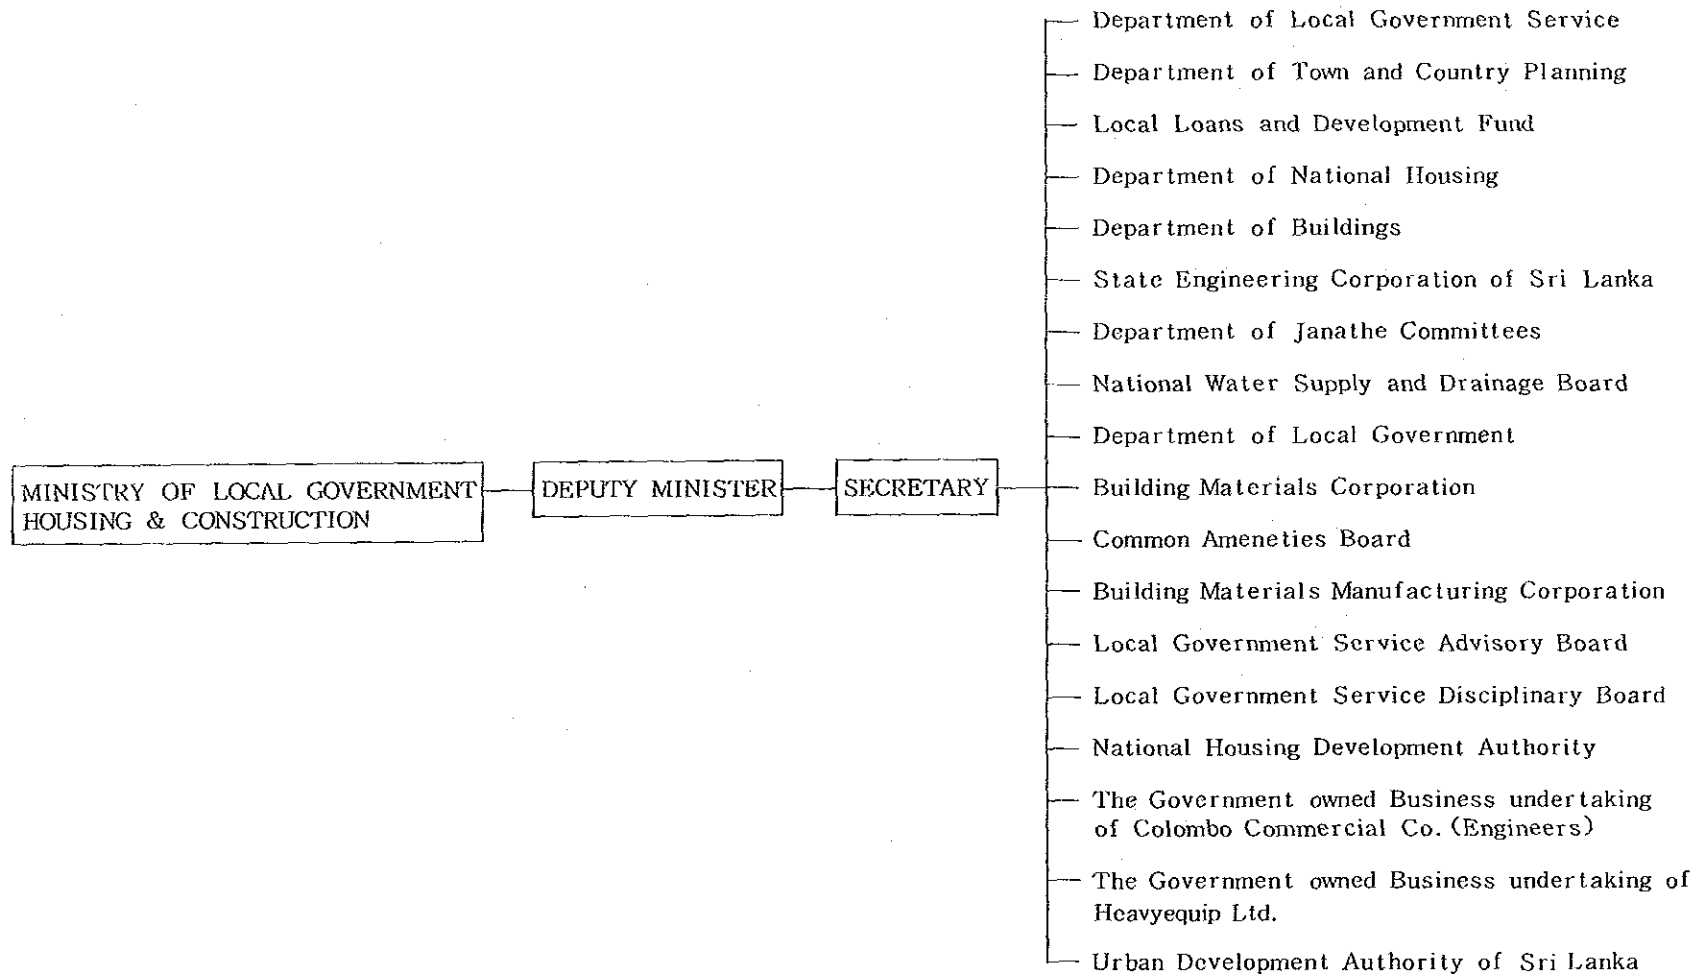 Department of Local Government Service
Department of Town and Country Planning
Local Loans and Development Fund
Department of National Housing
Department of Buildings
State Engineering Corporation of Sri Lanka
Department of Janathe Committees
National Water Supply and Drainage Board
Department of Local Government
MINISTRY OF LOCAL GOVERNMENT
HOUSING & CONSTRUCTION
DEPUTY MINISTER
SECRETARY
Building Materials Corporation
Common Ameneties Board
Building Materials Manufacturing Corporation
Local Government Service Advisory Board
Local Government Service Disciplinary Board
National Housing Development Authority
The Government owned Business undertaking
of Colombo Commercial Co. (Engineers)
The Government owned Business undertaking of
Heavyequip Ltd.
Urban Development Authority of Sri Lanka